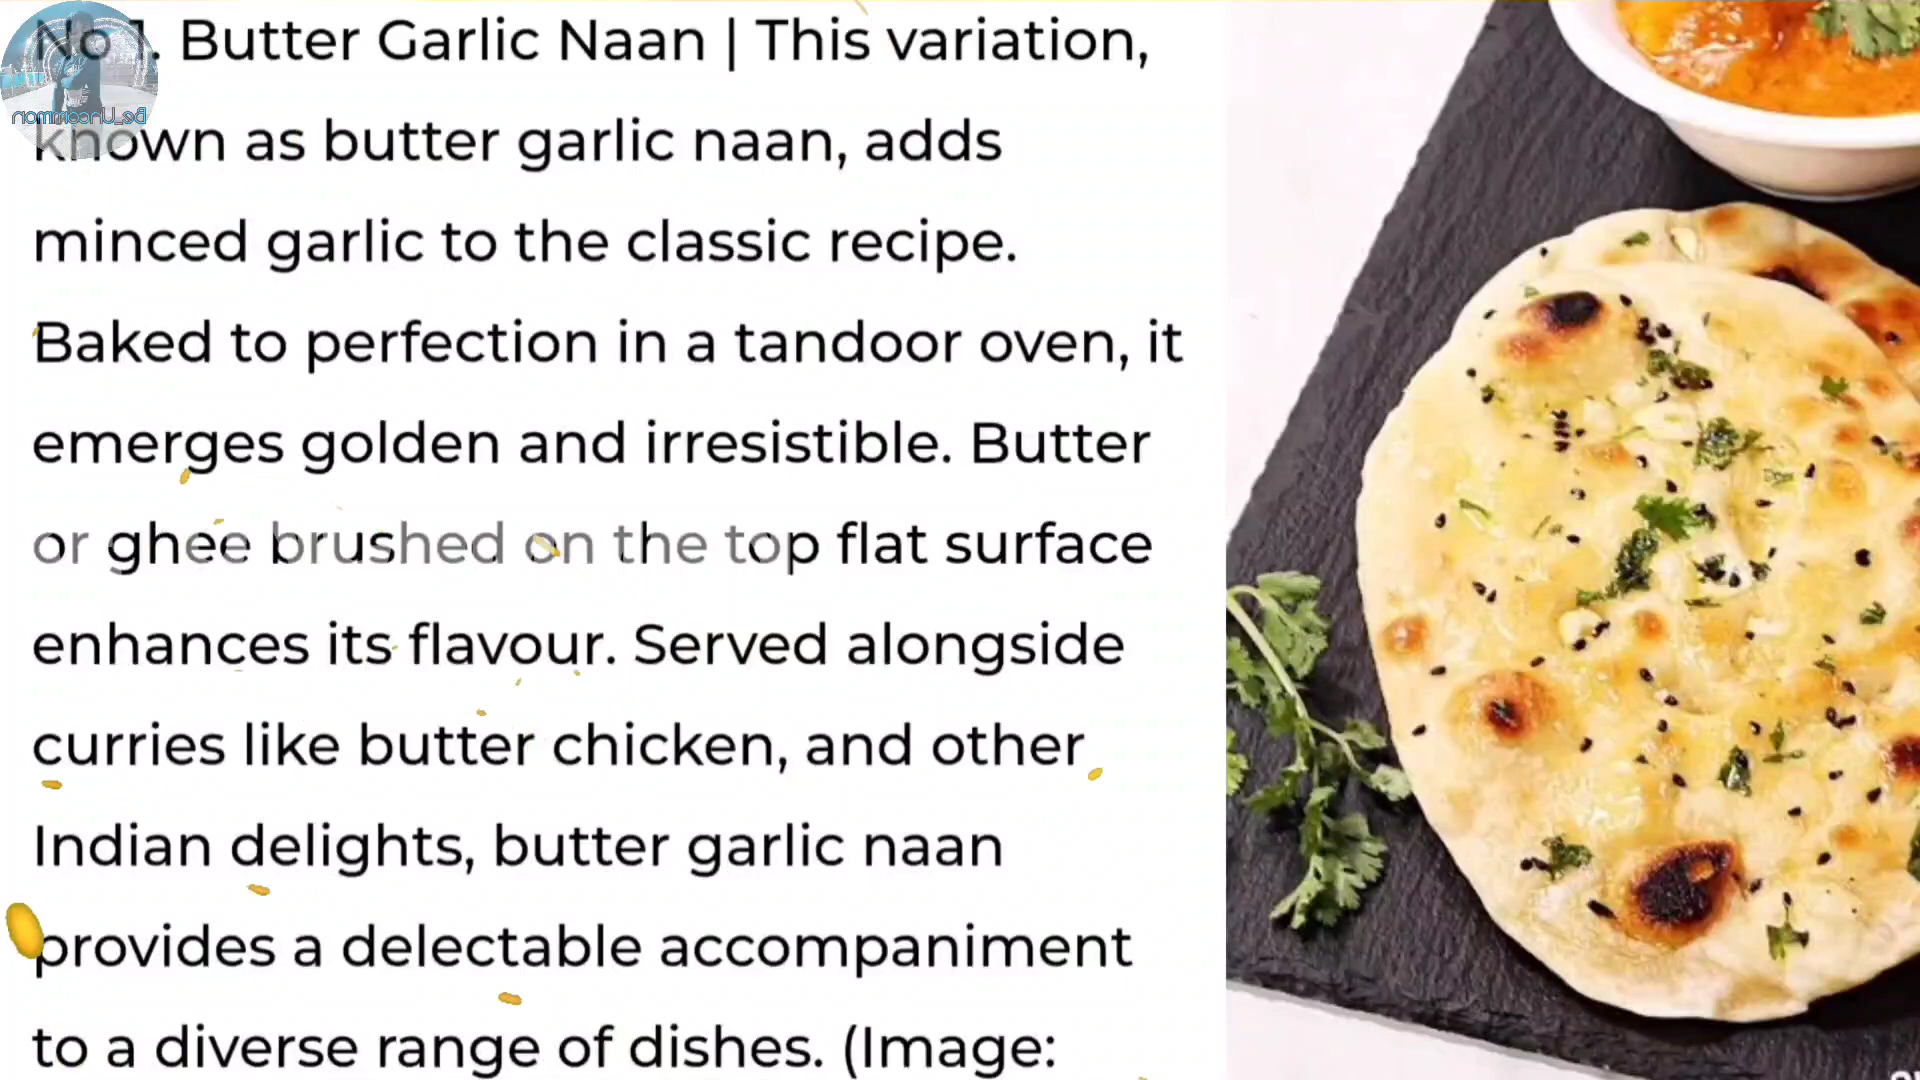 No 1. Butter Garlic Naan | This variation,
known as butter garlic naan, adds
minced garlic to the classic recipe.
Baked to perfection in a tandoor oven, it
emerges golden and irresistible. Butter
or ghee brushed on the top flat surface
enhances its flavour. Served alongside
curries like butter chicken, and other
Indian delights, butter garlic naan
provides a delectable accompaniment
to a diverse range of dishes. (Image: